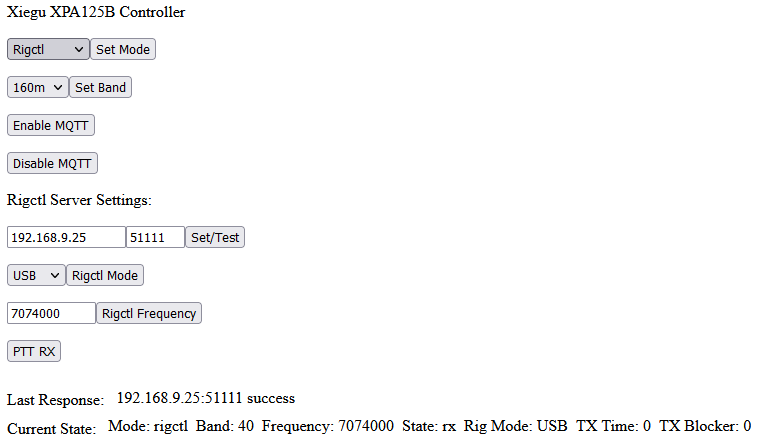 Xiegu XPA125B Controller
Rigctl Set Mode
160m Set Band
Enable MQTT
Disable MQTT
Rigctl Server Settings:
192.168.9.25 51111 Set/Test
USB Rigctl Mode
7074000 Rigctl Frequency
PTT RX
Last Response: 192.168.9.25:51111 success
Current State: Mode: rigctl Band: 40 Frequency: 7074000 State: rx Rig Mode: USB TX Time: 0 TX Blocker: 0